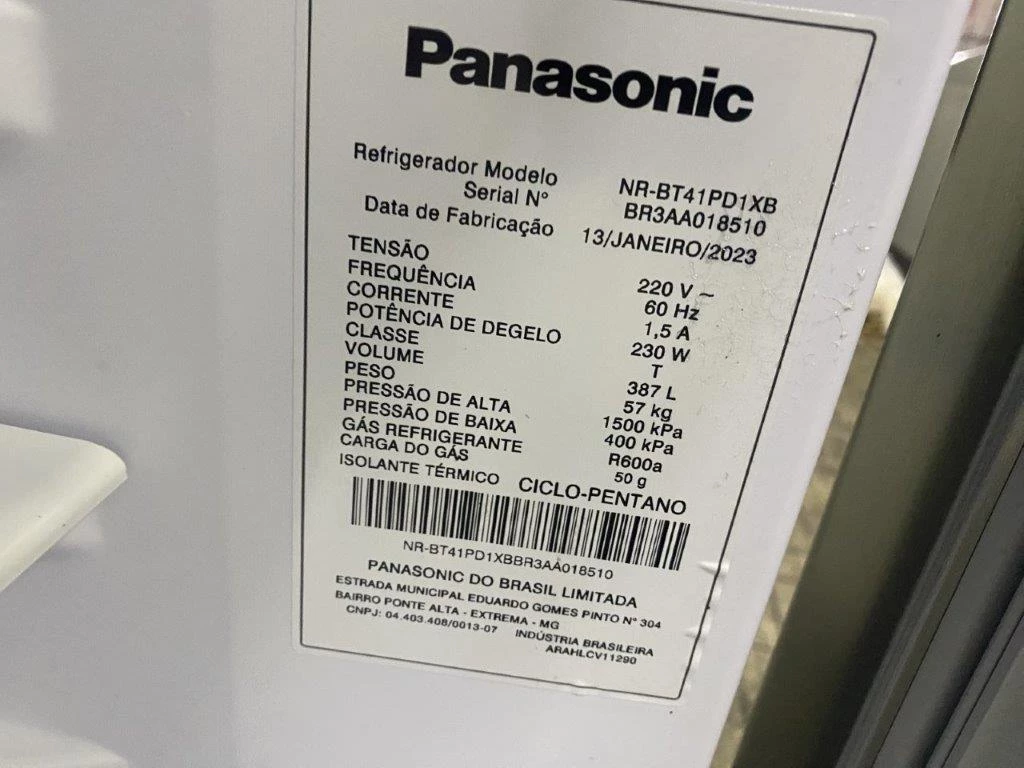 Panasonic
Refrigerador Modelo NR-BT41PD1XB
Serial N° BR3AA018510
Data de Fabricação 13/JANEIRO/2023
TENSÃO 220 V ~
FREQUÊNCIA 60 Hz
CORRENTE 1,5 A
POTÊNCIA DE DEGELO 230 W
CLASSE T
VOLUME 387 L
PESO 57 kg
PRESSÃO DE ALTA 1500 kPa
PRESSÃO DE BAIXA 400 kPa
GÁS REFRIGERANTE R600a
CARGA DO GÁS 50 g
ISOLANTE TÉRMICO CICLO-PENTANO
NR-BT41PD1XBBR3AA018510
PANASONIC DO BRASIL LIMITADA
ESTRADA MUNICIPAL EDUARDO GOMES PINTO N° 304
BAIRRO PONTE ALTA - EXTREMA - MG
CNPJ: 04.403.408/0013-07 INDÚSTRIA BRASILEIRA
ARAHLCV11290